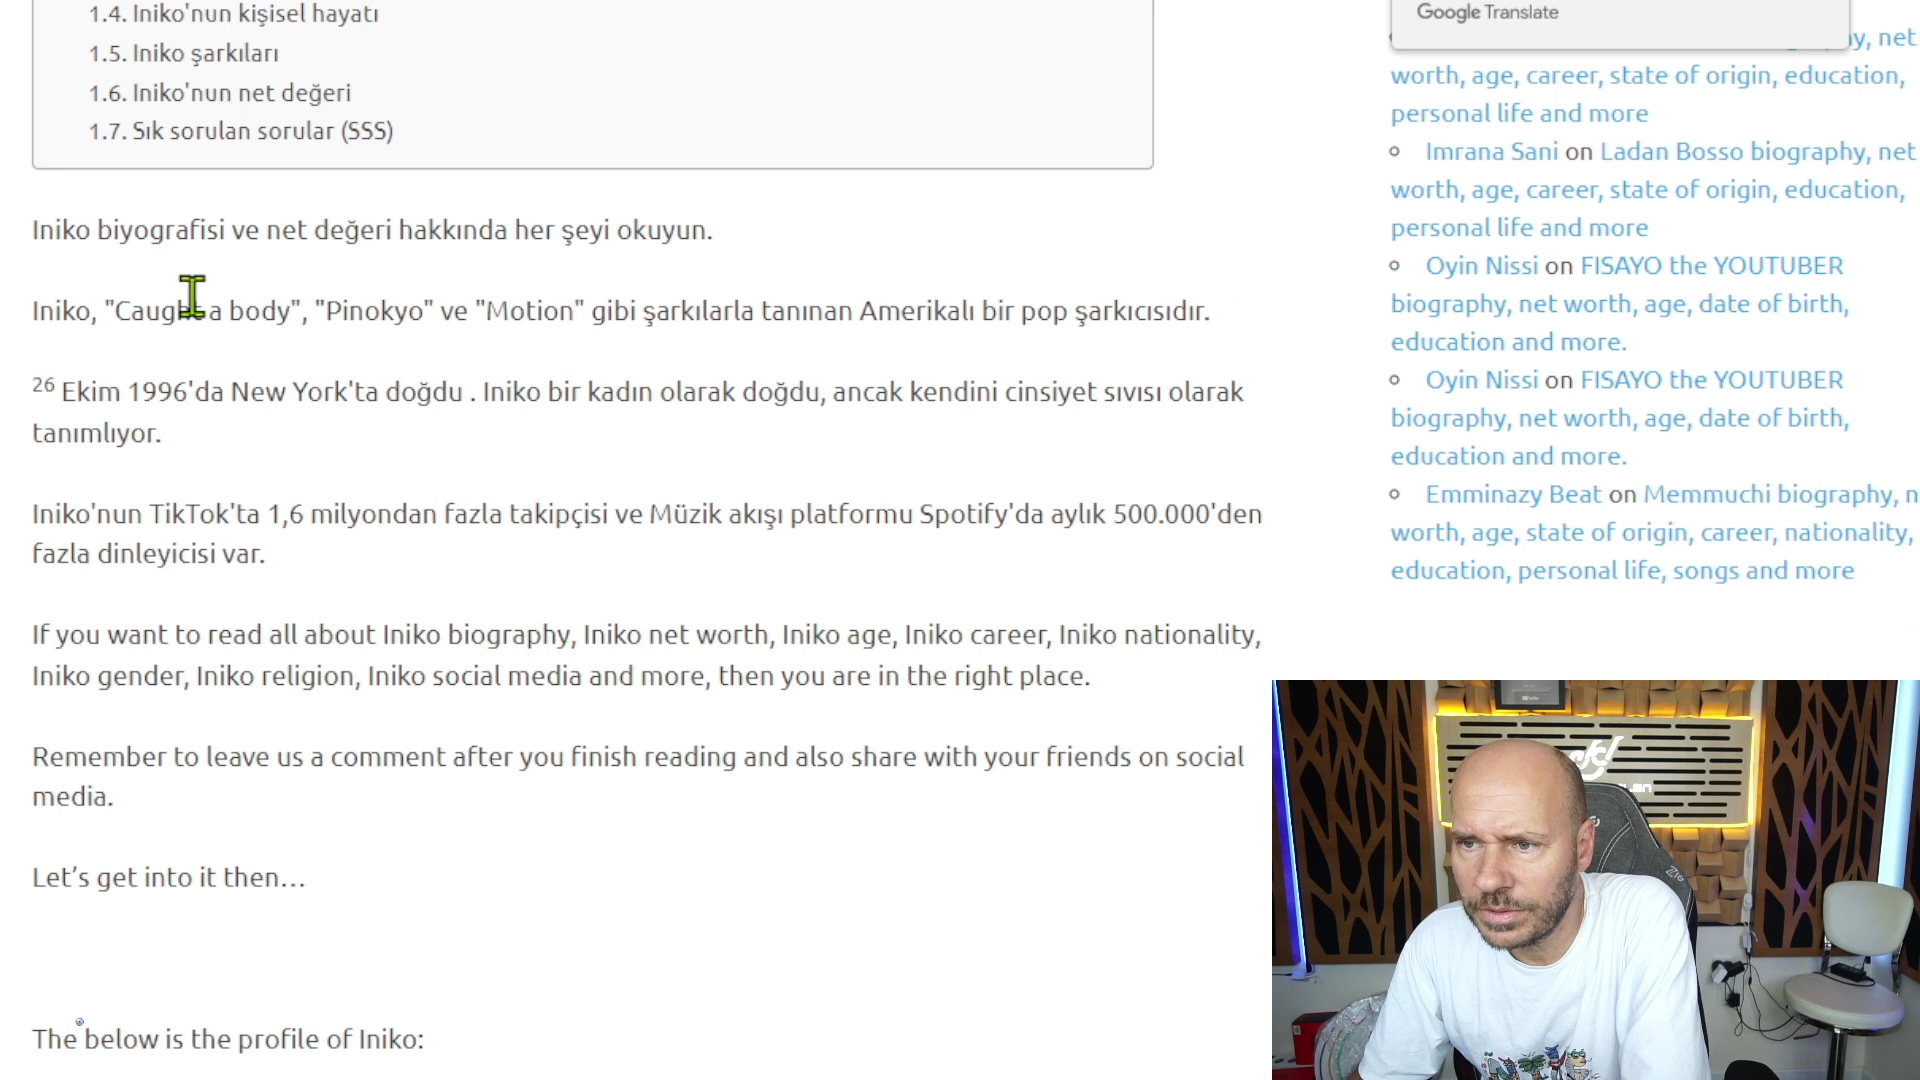 1.4. Iniko'nun kişisel hayatı
1.5. Iniko şarkıları
1.6. Iniko'nun net değeri
1.7. Sık sorulan sorular (SSS)
Iniko biyografisi ve net değeri hakkında her şeyi okuyun.
Iniko, "Caught a body", "Pinokyo" ve "Motion" gibi şarkılarla tanınan Amerikalı bir pop şarkıcısıdır.
26 Ekim 1996'da New York'ta doğdu . Iniko bir kadın olarak doğdu, ancak kendini cinsiyet sıvısı olarak
tanımlıyor.
Iniko'nun TikTok'ta 1,6 milyondan fazla takipçisi ve Müzik akışı platformu Spotify'da aylık 500.000'den
fazla dinleyicisi var.
If you want to read all about Iniko biography, Iniko net worth, Iniko age, Iniko career, Iniko nationality,
Iniko gender, Iniko religion, Iniko social media and more, then you are in the right place.
Remember to leave us a comment after you finish reading and also share with your friends on social
media.
Let’s get into it then…
The below is the profile of Iniko:
Google Translate
net
worth, age, career, state of origin, education,
personal life and more
Imrana Sani on Ladan Bosso biography, net
worth, age, career, state of origin, education,
personal life and more
Oyin Nissi on FISAYO the YOUTUBER
biography, net worth, age, date of birth,
education and more.
Oyin Nissi on FISAYO the YOUTUBER
biography, net worth, age, date of birth,
education and more.
Emminazy Beat on Memmuchi biography, n
worth, age, state of origin, career, nationality,
education, personal life, songs and more